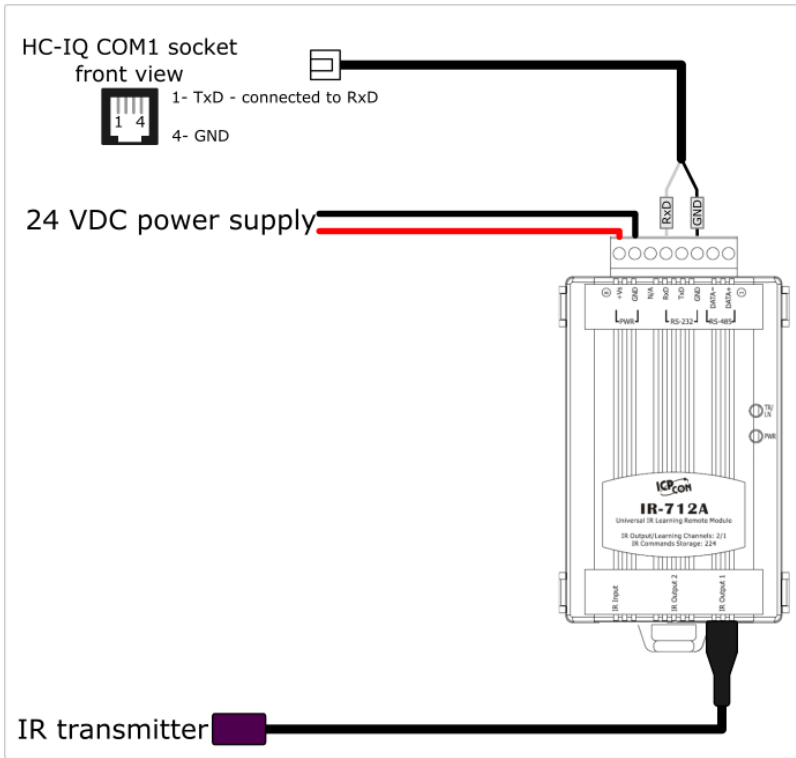 HC-IQ COM1 socket
front view
1 4
1- TxD - connected to RxD
4- GND
24 VDC power supply
RxD
GND
+Vs
GND
N/A
RxD
TxD
GND
DATA-
DATA+
PWR
RS-232
RS-485
TR/
LN
PWR
ICP CON
IR-712A
Universal IR Learning Remote Module
IR Output/Learning Channels: 2/1
IR Commands Storage: 224
IR Input
IR Output 2
IR Output 1
IR transmitter